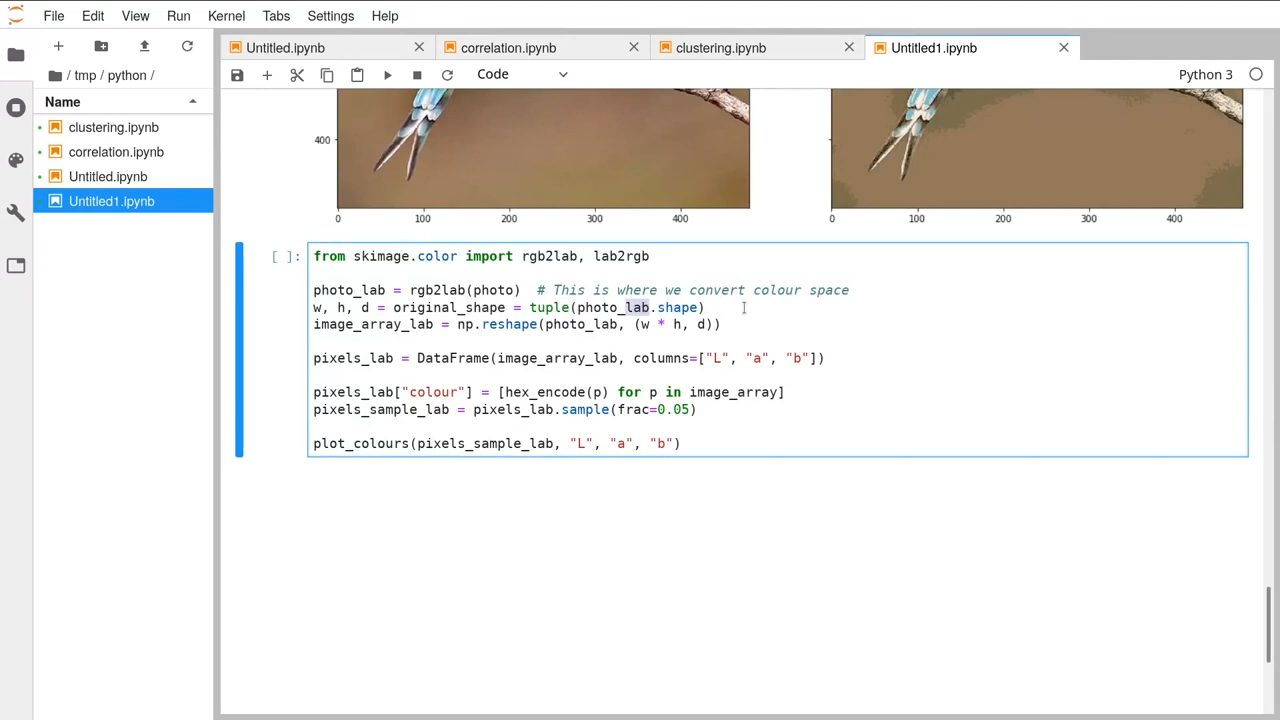 File Edit View Run Kernel Tabs Settings Help
Untitled.ipynb correlation.ipynb clustering.ipynb Untitled1.ipynb
/ tmp / python /
Code
Python 3
Name
clustering.ipynb
correlation.ipynb
Untitled.ipynb
Untitled1.ipynb
400
0 100 200 300 400 0 100 200 300 400
[ ]: from skimage.color import rgb2lab, lab2rgb
photo_lab = rgb2lab(photo)  # This is where we convert colour space
w, h, d = original_shape = tuple(photo_lab.shape)
image_array_lab = np.reshape(photo_lab, (w * h, d))
pixels_lab = DataFrame(image_array_lab, columns=["L", "a", "b"])
pixels_lab["colour"] = [hex_encode(p) for p in image_array]
pixels_sample_lab = pixels_lab.sample(frac=0.05)
plot_colours(pixels_sample_lab, "L", "a", "b")